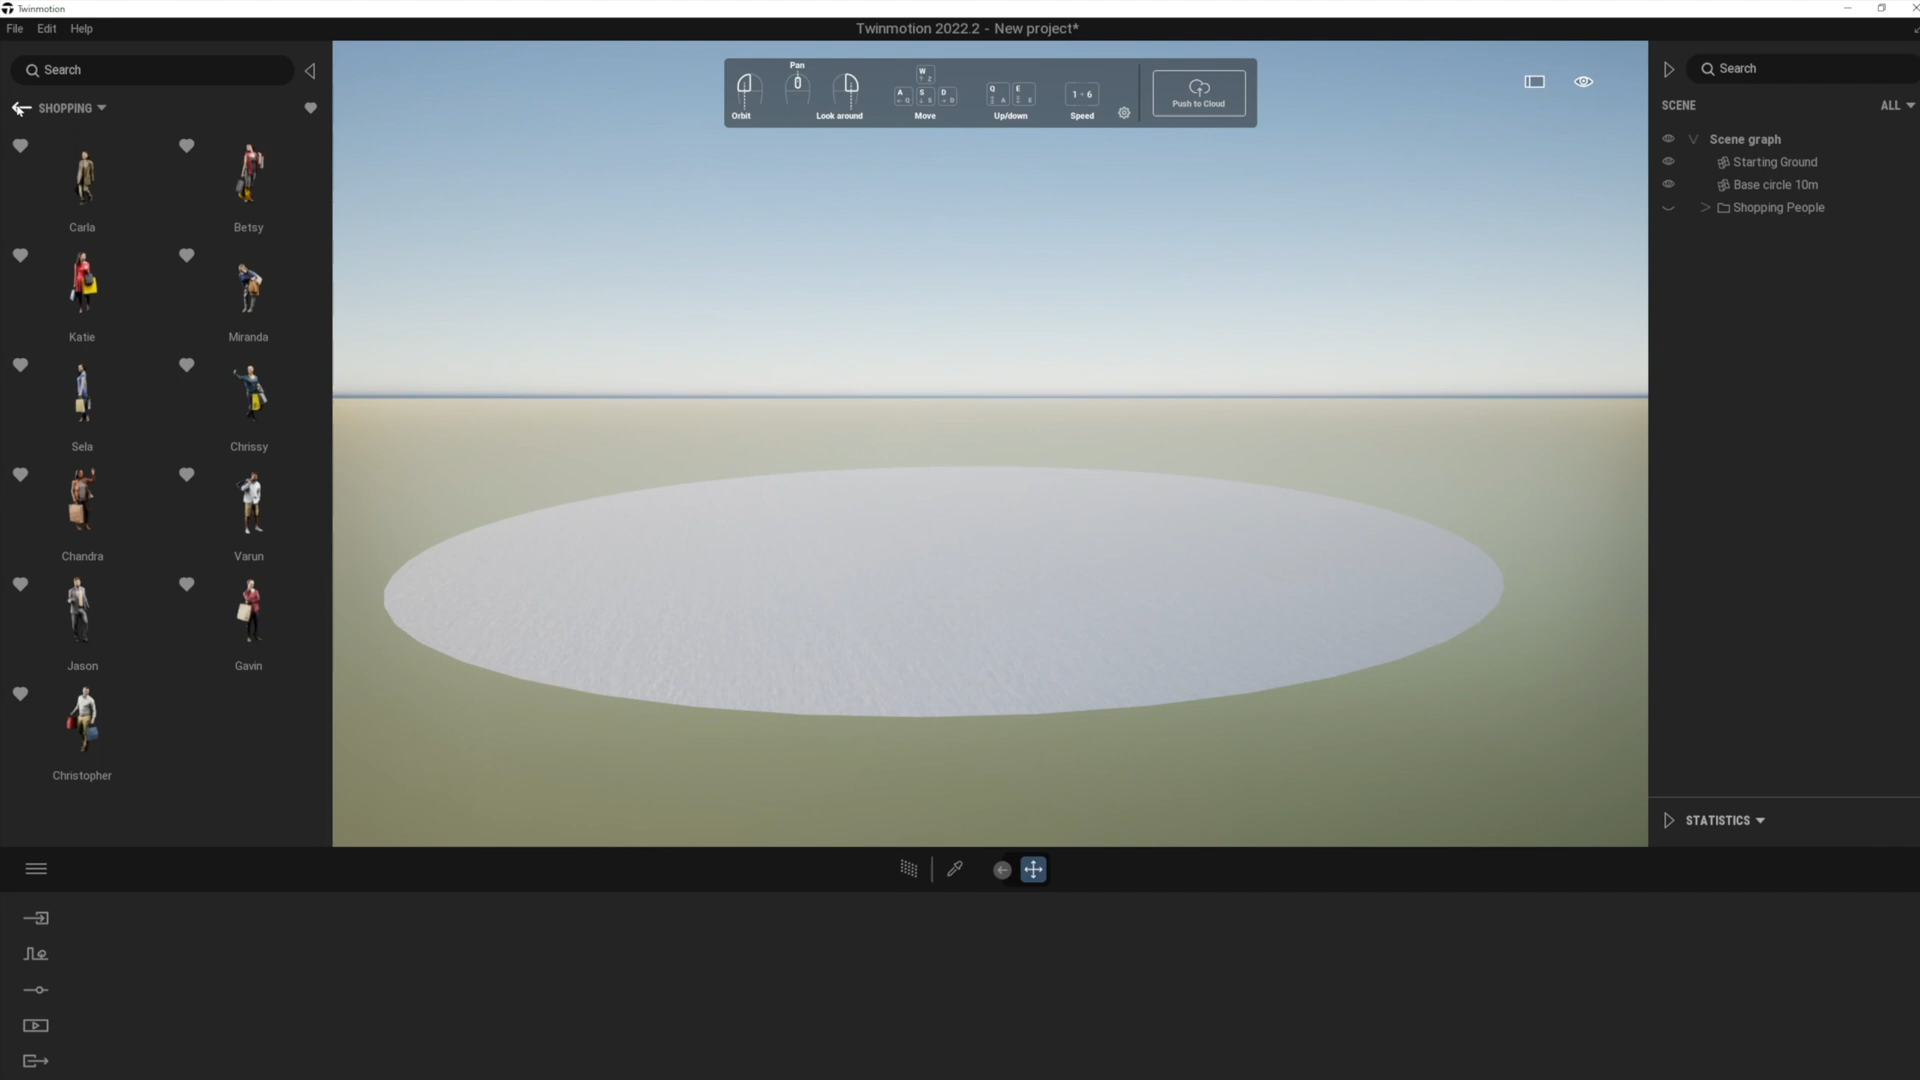 Twinmotion
File Edit Help
Twinmotion 2022.2 - New project*
Search
SHOPPING
Carla
Betsy
Katie
Miranda
Sela
Chrissy
Chandra
Varun
Jason
Gavin
Christopher
Pan
Orbit
Look around
W
Z
A Q
S S
D D
Move
Q A
E E
Up/down
1 - 6
Speed
Push to Cloud
Search
SCENE
ALL
Scene graph
Starting Ground
Base circle 10m
Shopping People
STATISTICS